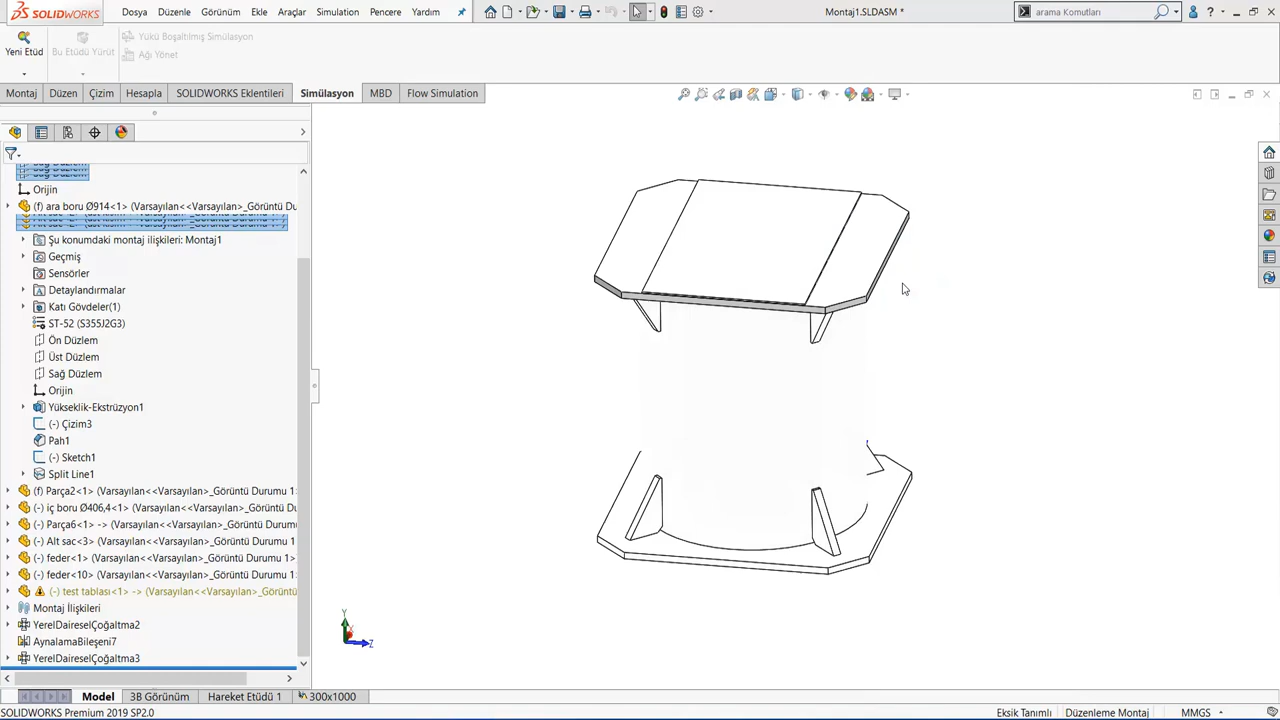 SOLIDWORKS Dosya Düzenle Görünüm Ekle Araçlar Simulation Pencere Yardım Montaj1.SLDASM * arama Komutları
Yeni Etüd
Bu Etüdü Yürüt
Yükü Boşaltılmış Simülasyon
Ağı Yönet
Montaj Düzen Çizim Hesapla SOLIDWORKS Eklentileri Simülasyon MBD Flow Simulation
Orijin
(f) ara boru Ø914<1> (Varsayılan<<Varsayılan>_Görüntü Durumu 1>)
Şu konumdaki montaj ilişkileri: Montaj1
Geçmiş
Sensörler
Detaylandırmalar
Katı Gövdeler(1)
ST-52 (S355J2G3)
Ön Düzlem
Üst Düzlem
Sağ Düzlem
Orijin
Yükseklik-Ekstrüzyon1
(-) Çizim3
Pah1
(-) Sketch1
Split Line1
(f) Parça2<1> (Varsayılan<<Varsayılan>_Görüntü Durumu 1>
(-) iç boru Ø406,4<1> (Varsayılan<<Varsayılan>_Görüntü
(-) Parça6<1> -> (Varsayılan<<Varsayılan>_Görüntü Durum
(-) Alt sac<3> (Varsayılan<<Varsayılan>_Görüntü Durumu
(-) feder<1> (Varsayılan<<Varsayılan>_Görüntü Durumu 1>
(-) feder<10> (Varsayılan<<Varsayılan>_Görüntü Durumu 1
(-) test tablası<1> -> (Varsayılan<<Varsayılan>_Görüntü
Montaj İlişkileri
YerelDaireselÇoğaltma2
AynalamaBileşeni7
YerelDaireselÇoğaltma3
Y
X
Z
Model 3B Görünüm Hareket Etüdü 1 300x1000
SOLIDWORKS Premium 2019 SP2.0 Eksik Tanımlı Düzenleme Montaj MMGS